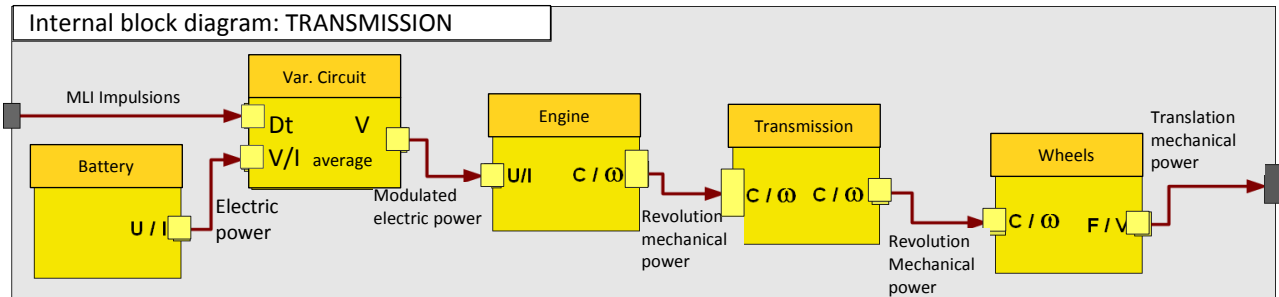 Internal block diagram: TRANSMISSION
MLI Impulsions
Var. Circuit
Dt V
V/I average
Battery
U / I
Electric
power
Modulated
electric power
Engine
U/I C / ω
Revolution
mechanical
power
Transmission
C / ω C / ω
Revolution
Mechanical
power
Wheels
C / ω F / V
Translation
mechanical
power